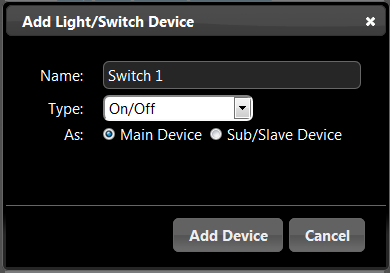 Add Light/Switch Device
Name: Switch 1
Type: On/Off
As: Main Device Sub/Slave Device
Add Device Cancel